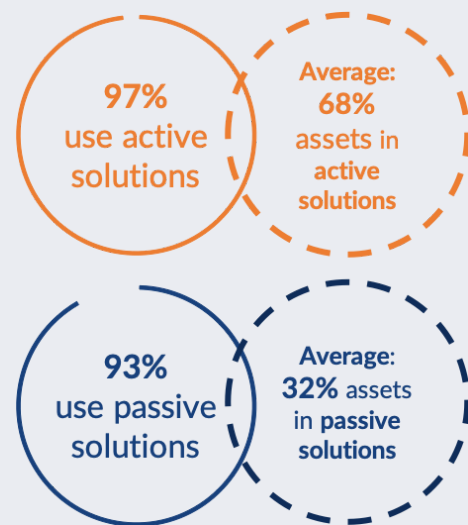 97%
use active
solutions
Average:
68%
assets in
active
solutions
93%
use passive
solutions
Average:
32% assets
in passive
solutions